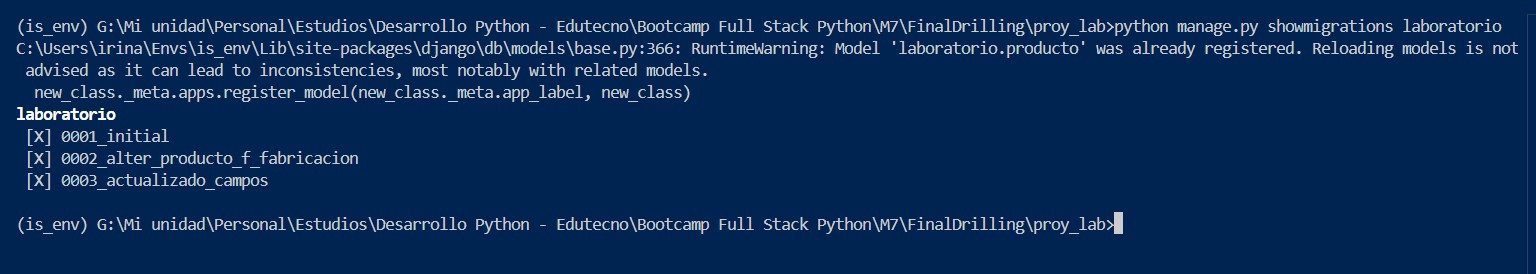 (is_env) G:\Mi unidad\Personal\Estudios\Desarrollo Python - Edutecno\Bootcamp Full Stack Python\M7\FinalDrilling\proy_lab>python manage.py showmigrations laboratorio
C:\Users\irina\Envs\is_env\Lib\site-packages\django\db\models\base.py:366: RuntimeWarning: Model 'laboratorio.producto' was already registered. Reloading models is not
 advised as it can lead to inconsistencies, most notably with related models.
  new_class._meta.apps.register_model(new_class._meta.app_label, new_class)
laboratorio
 [X] 0001_initial
 [X] 0002_alter_producto_f_fabricacion
 [X] 0003_actualizado_campos
(is_env) G:\Mi unidad\Personal\Estudios\Desarrollo Python - Edutecno\Bootcamp Full Stack Python\M7\FinalDrilling\proy_lab>